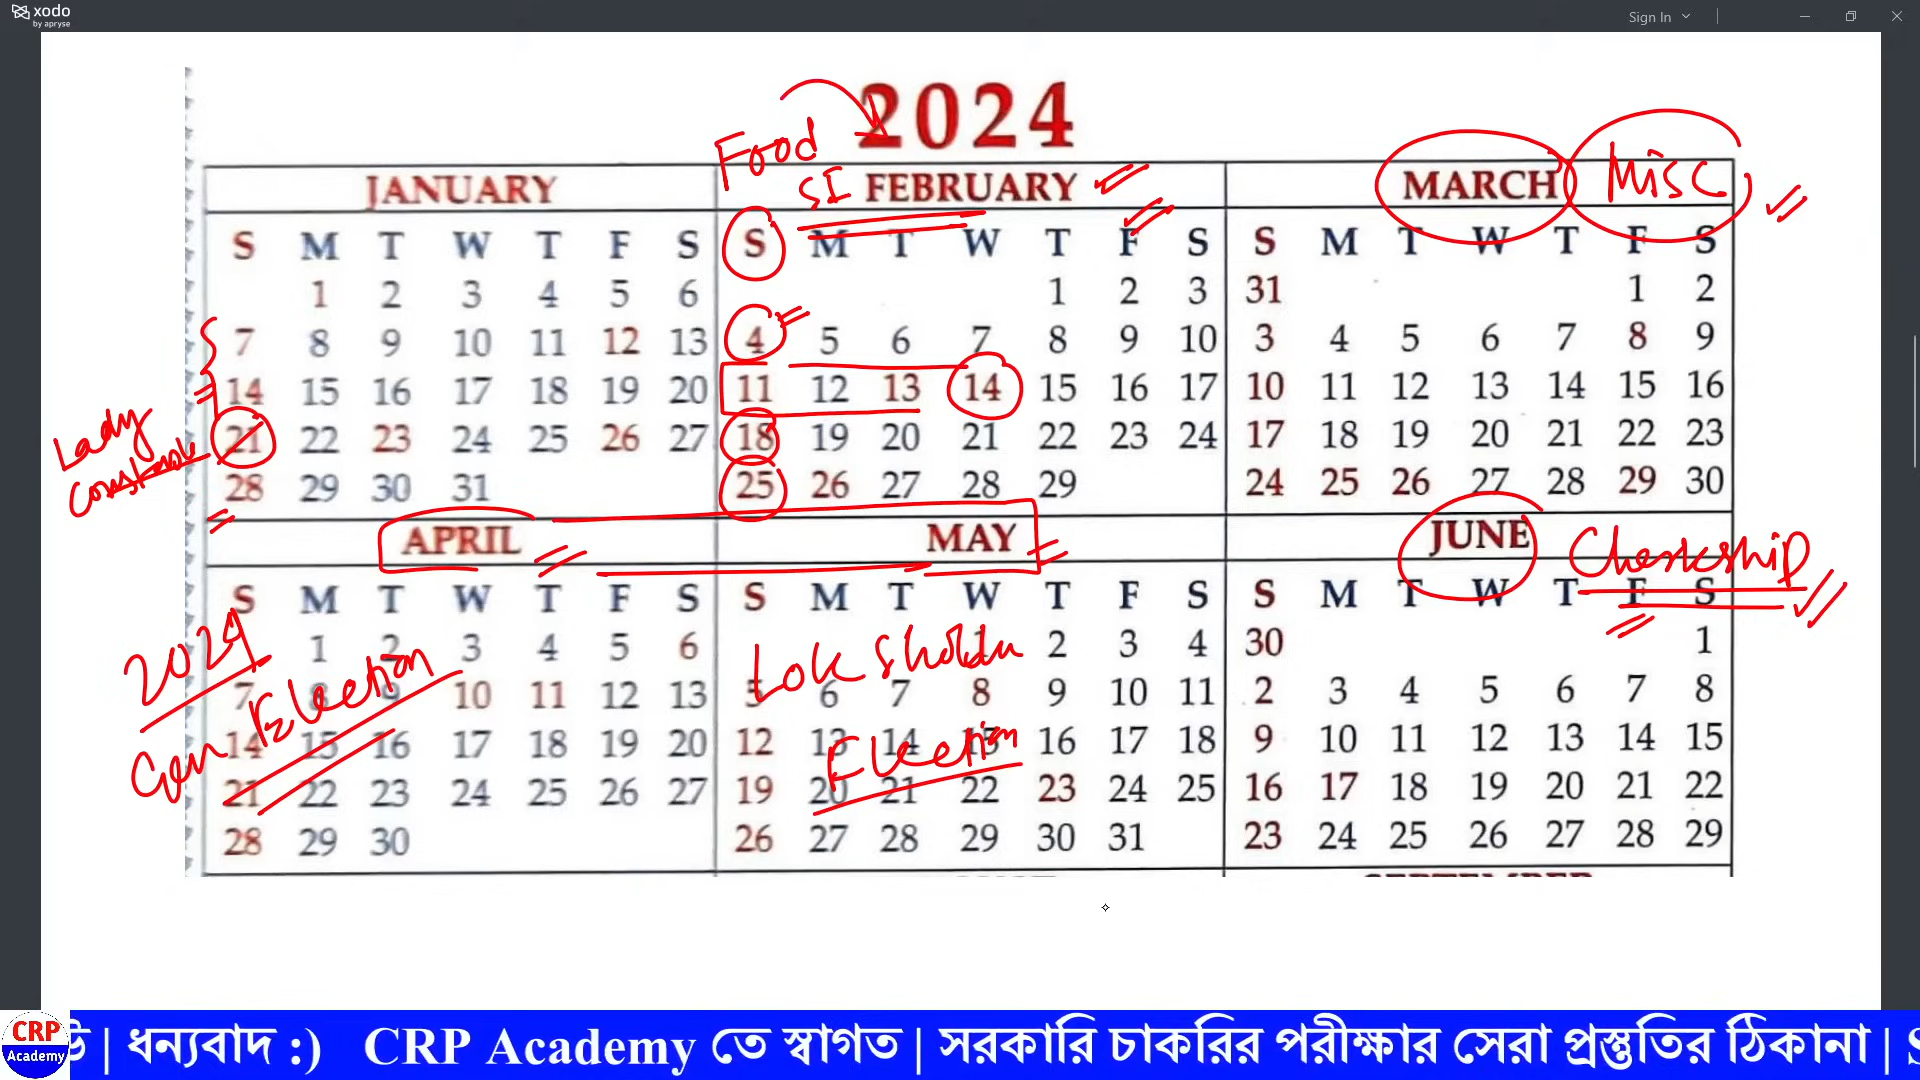 xodo
by apryse
Sign In
2024
Food
SI
Misc
JANUARY
S M T W T F S
1 2 3 4 5 6
7 8 9 10 11 12 13
14 15 16 17 18 19 20
21 22 23 24 25 26 27
28 29 30 31
Lady
Constable
FEBRUARY
S M T W T F S
1 2 3
4 5 6 7 8 9 10
11 12 13 14 15 16 17
18 19 20 21 22 23 24
25 26 27 28 29
MARCH
S M T W T F S
31 1 2
3 4 5 6 7 8 9
10 11 12 13 14 15 16
17 18 19 20 21 22 23
24 25 26 27 28 29 30
APRIL
S M T W T F S
1 2 3 4 5 6
7 8 9 10 11 12 13
14 15 16 17 18 19 20
21 22 23 24 25 26 27
28 29 30
2024
Gen Election
MAY
S M T W T F S
1 2 3 4
5 6 7 8 9 10 11
12 13 14 15 16 17 18
19 20 21 22 23 24 25
26 27 28 29 30 31
Lok
Election
JUNE
S M T W T F S
30 1
2 3 4 5 6 7 8
9 10 11 12 13 14 15
16 17 18 19 20 21 22
23 24 25 26 27 28 29
CRP
Academy
| ধন্যবাদ :) CRP Academy তে স্বাগত | সরকারি চাকরির পরীক্ষার সেরা প্রস্তুতির ঠিকানা | S